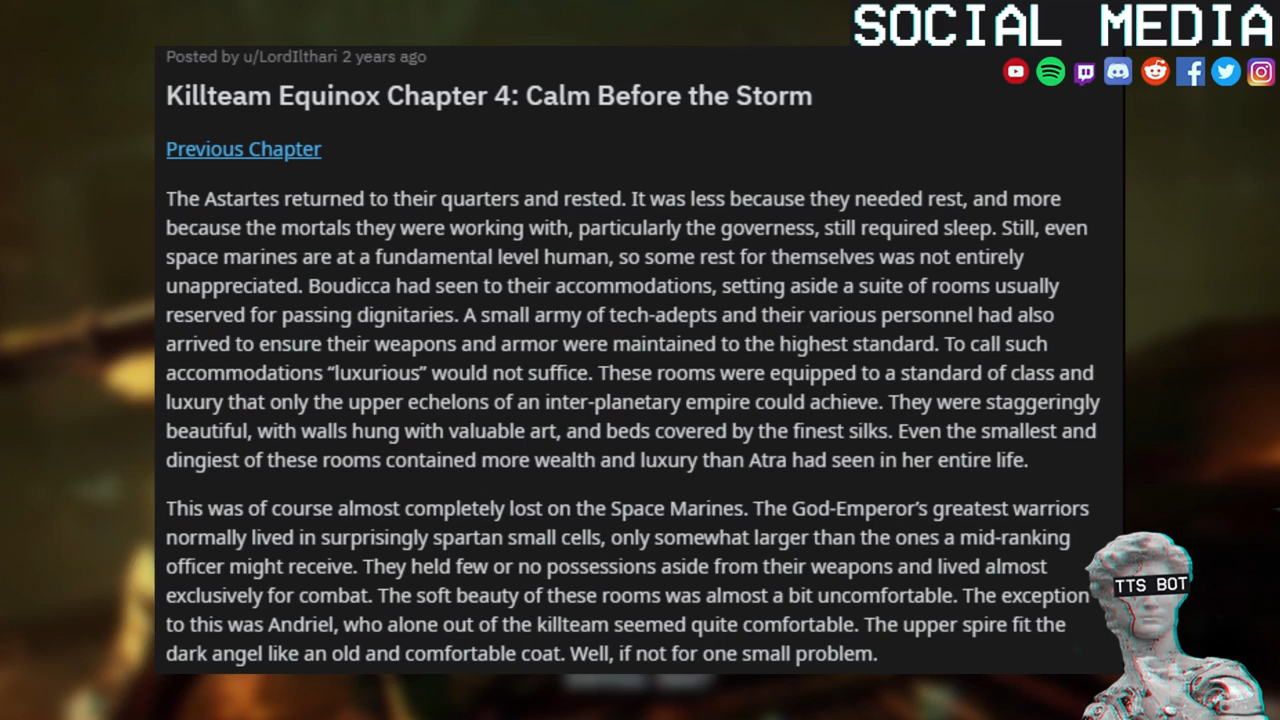 SOCIAL MEDIA
Posted by u/LordIlthari 2 years ago
Killteam Equinox Chapter 4: Calm Before the Storm
Previous Chapter
The Astartes returned to their quarters and rested. It was less because they needed rest, and more
because the mortals they were working with, particularly the governess, still required sleep. Still, even
space marines are at a fundamental level human, so some rest for themselves was not entirely
unappreciated. Boudicca had seen to their accommodations, setting aside a suite of rooms usually
reserved for passing dignitaries. A small army of tech-adepts and their various personnel had also
arrived to ensure their weapons and armor were maintained to the highest standard. To call such
accommodations “luxurious” would not suffice. These rooms were equipped to a standard of class and
luxury that only the upper echelons of an inter-planetary empire could achieve. They were staggeringly
beautiful, with walls hung with valuable art, and beds covered by the finest silks. Even the smallest and
dingiest of these rooms contained more wealth and luxury than Atra had seen in her entire life.
This was of course almost completely lost on the Space Marines. The God-Emperor’s greatest warriors
normally lived in surprisingly spartan small cells, only somewhat larger than the ones a mid-ranking
officer might receive. They held few or no possessions aside from their weapons and lived almost
exclusively for combat. The soft beauty of these rooms was almost a bit uncomfortable. The exception
to this was Andriel, who alone out of the killteam seemed quite comfortable. The upper spire fit the
dark angel like an old and comfortable coat. Well, if not for one small problem.
TTS BOT